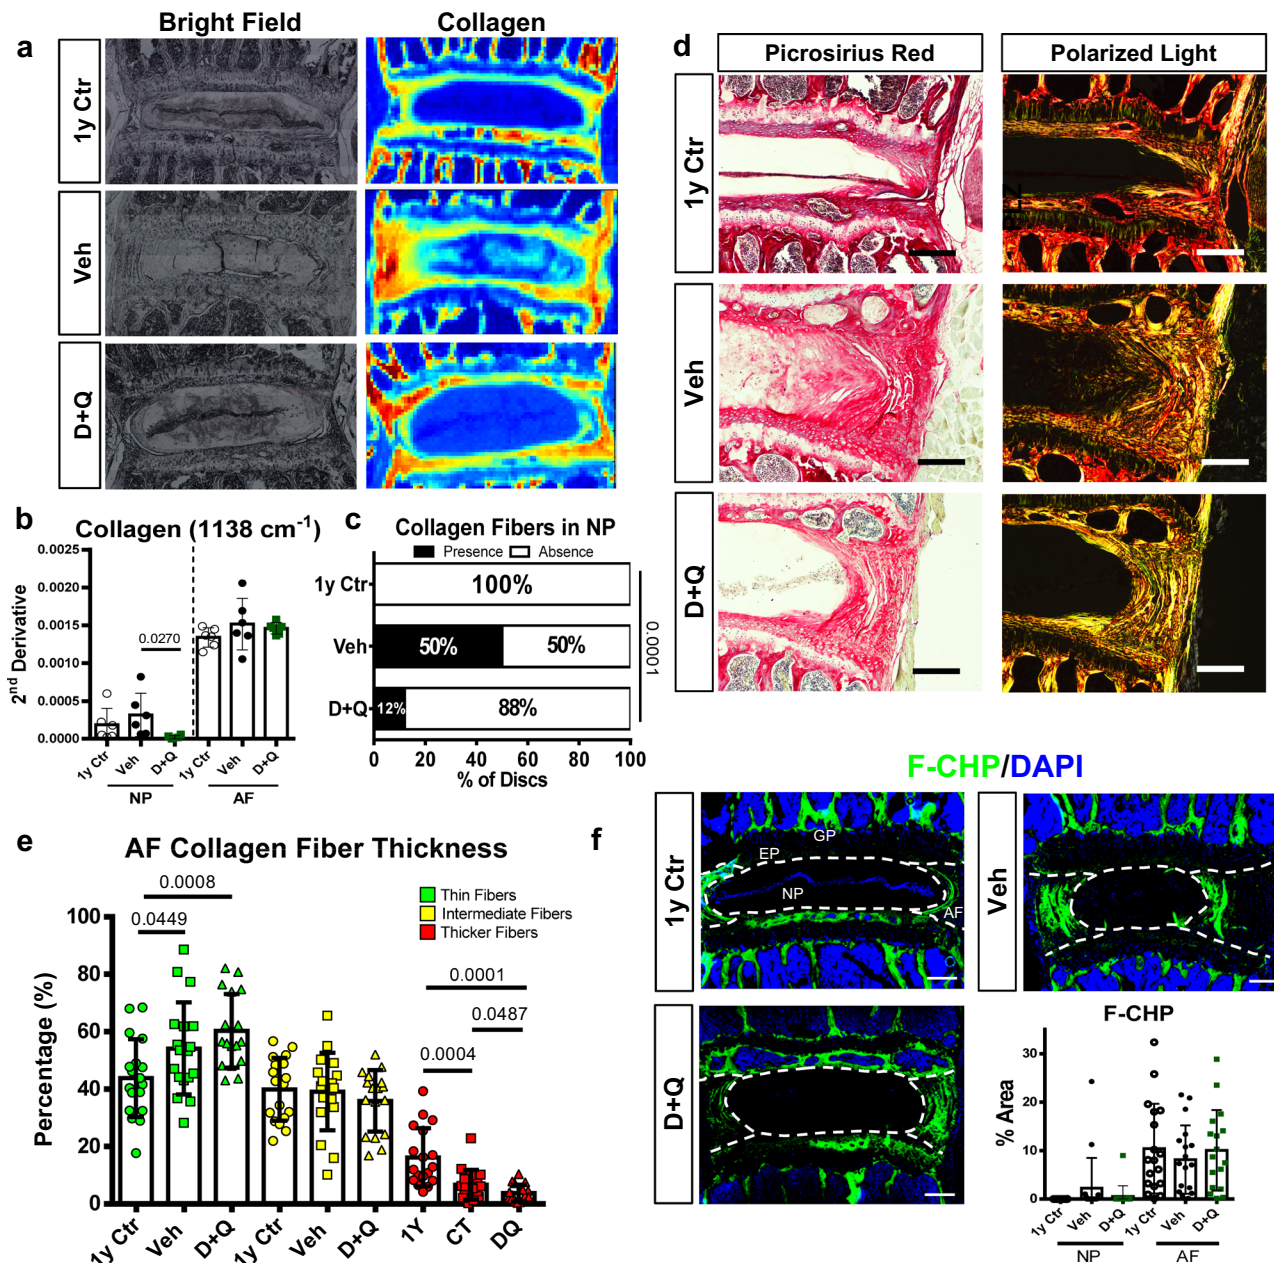 a
Bright Field
Collagen
1y Ctr
Veh
D+Q
b
Collagen (1138 cm⁻¹)
2nd Derivative
0.0025
0.0020
0.0015
0.0010
0.0005
0.0000
0.0270
1y Ctr
Veh
D+Q
1y Ctr
Veh
D+Q
NP
AF
c
Collagen Fibers in NP
Presence
Absence
1y Ctr
100%
Veh
50%
50%
D+Q
12%
88%
0.0001
0
20
40
60
80
100
% of Discs
d
Picrosirius Red
Polarized Light
1y Ctr
Veh
D+Q
e
AF Collagen Fiber Thickness
Thin Fibers
Intermediate Fibers
Thicker Fibers
0.0008
0.0449
0.0001
0.0487
0.0004
Percentage (%)
100
80
60
40
20
0
1y Ctr
Veh
D+Q
1y Ctr
Veh
D+Q
1Y
CT
DQ
f
F-CHP/DAPI
1y Ctr
GP
EP
NP
AF
Veh
D+Q
F-CHP
% Area
30
20
10
0
1y Ctr
Veh
D+Q
1y Ctr
Veh
D+Q
NP
AF